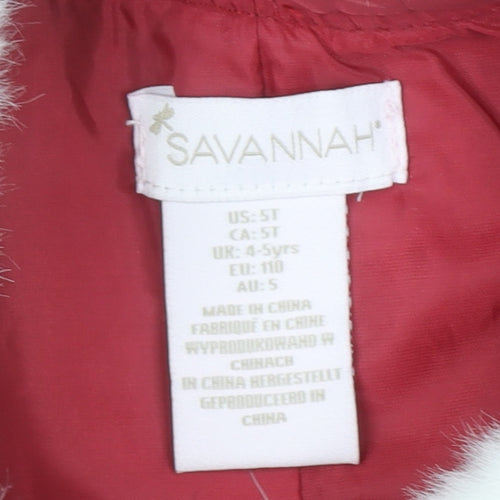 SAVANNAH®
US: 5T
CA: 5T
UK: 4-5yrs
EU: 110
AU: 5
MADE IN CHINA
FABRIQUÉ EN CHINE
WYPRODUKOWANO W
CHINACH
IN CHINA HERGESTELLT
GEPRODUCEERD IN
CHINA